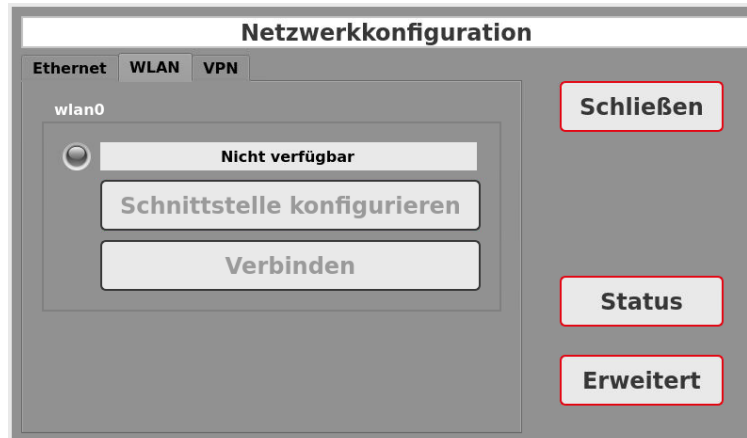 Netzwerkkonfiguration
Ethernet WLAN VPN
wlan0
Nicht verfügbar
Schnittstelle konfigurieren
Verbinden
Schließen
Status
Erweitert